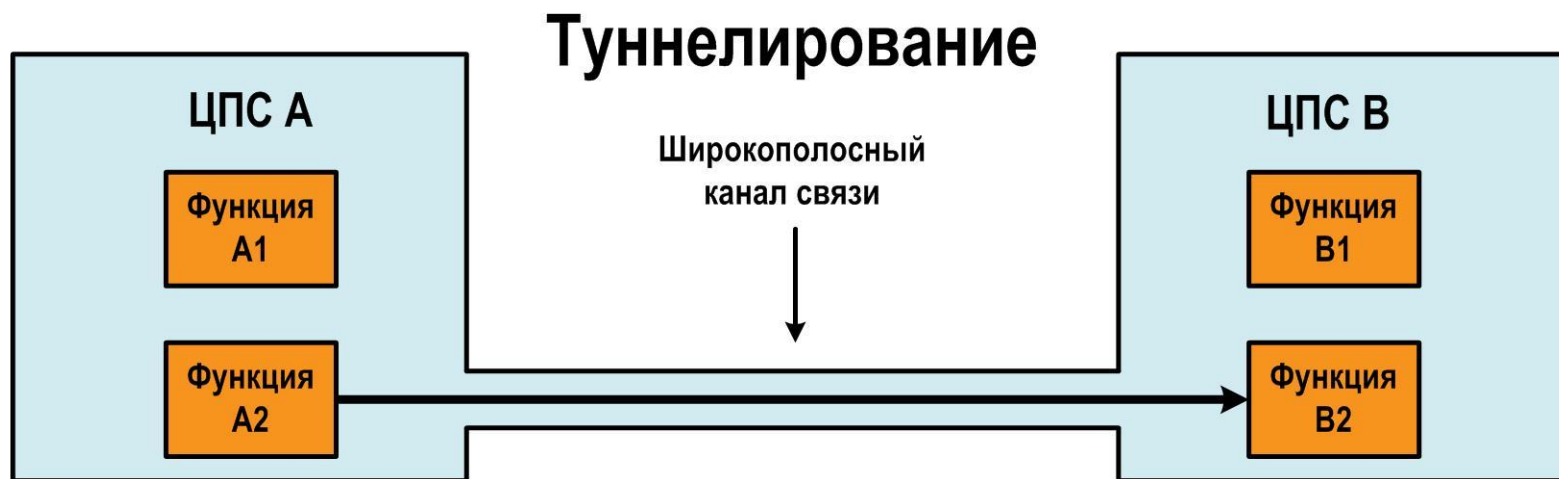 Туннелирование
ЦПС А
Широкополосный
канал связи
Функция
А1
Функция
А2
ЦПС В
Функция
В1
Функция
В2